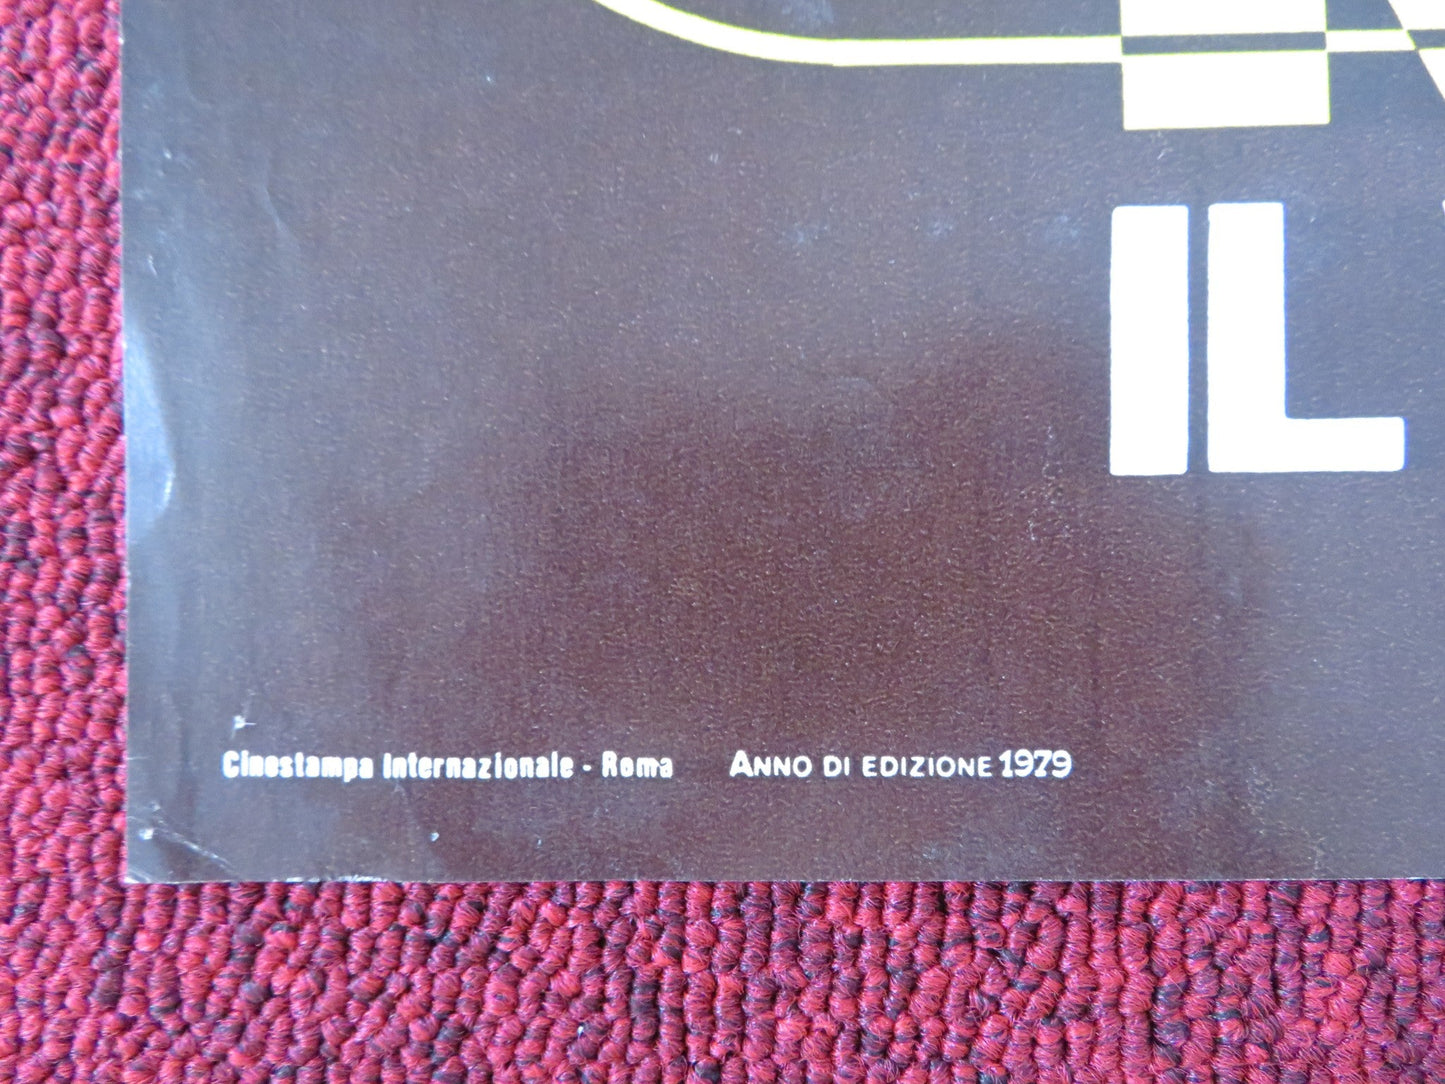 IL
Cinestampa Internazionale - Roma ANNO DI EDIZIONE 1979